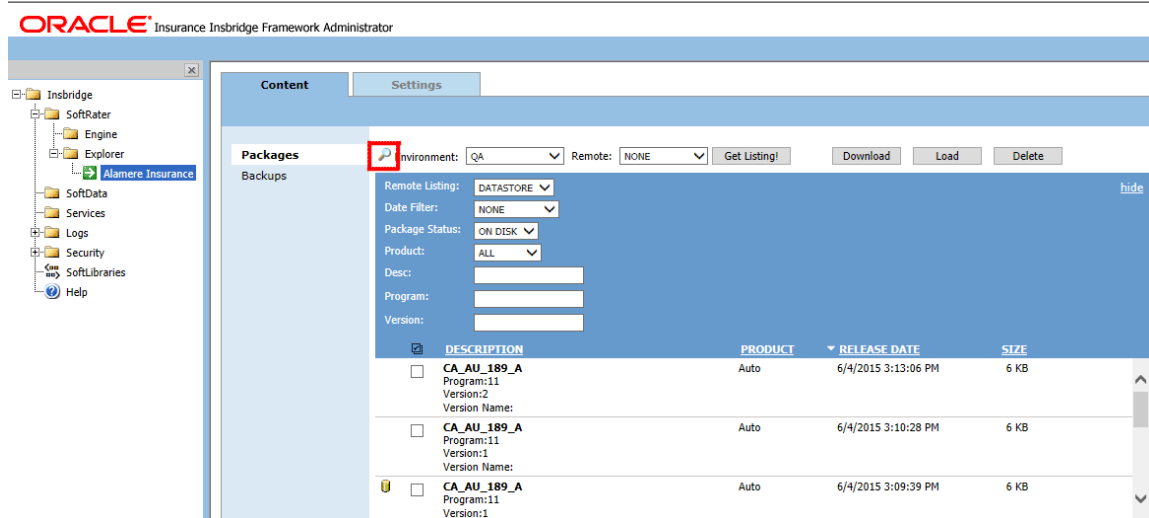 ORACLE Insurance Insbridge Framework Administrator
Insbridge
SoftRater
Engine
Explorer
Alamere Insurance
SoftData
Services
Logs
Security
SoftLibraries
Help
Content Settings
Packages
Backups
Environment: QA Remote: NONE Get Listing! Download Load Delete
Remote Listing: DATASTORE hide
Date Filter: NONE
Package Status: ON DISK
Product: ALL
Desc:
Program:
Version:
DESCRIPTION PRODUCT RELEASE DATE SIZE
CA_AU_189_A Auto 6/4/2015 3:13:06 PM 6 KB
Program:11
Version:2
Version Name:
CA_AU_189_A Auto 6/4/2015 3:10:28 PM 6 KB
Program:11
Version:1
Version Name:
CA_AU_189_A Auto 6/4/2015 3:09:39 PM 6 KB
Program:11
Version:1